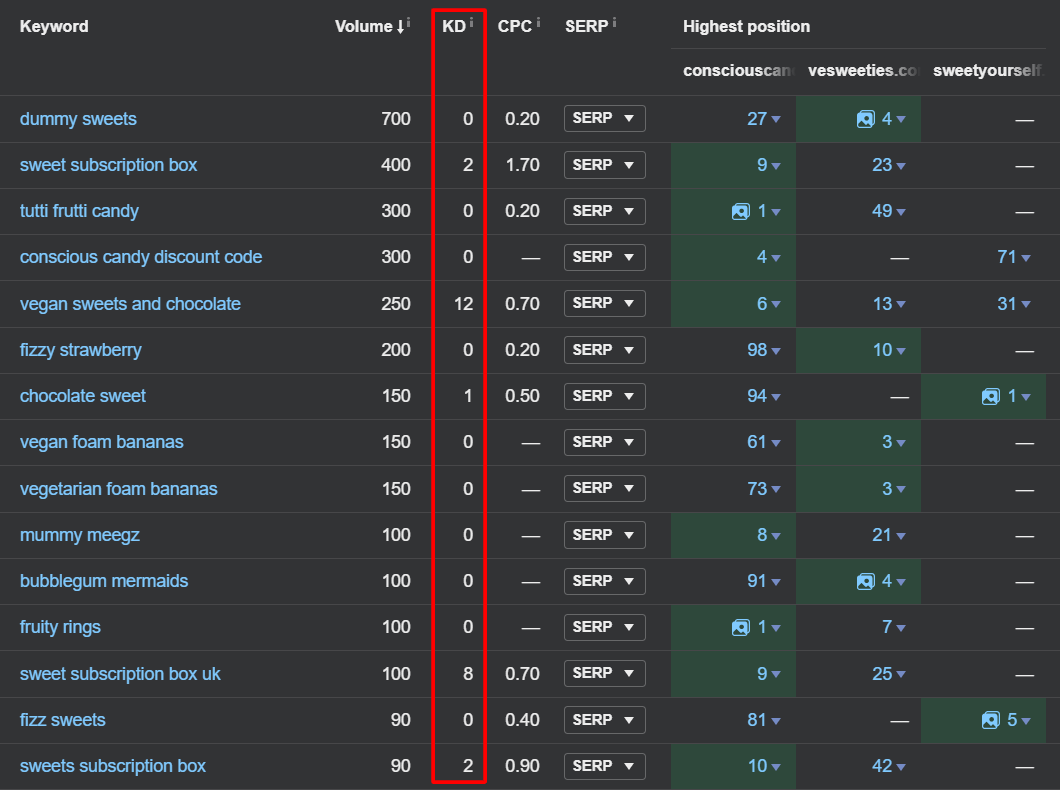 Keyword Volume ↓ i KD i CPC i SERP i Highest position
consciouscan vesweeties.co sweetyourself.
dummy sweets 700 0 0.20 SERP ▼ 27 4 —
sweet subscription box 400 2 1.70 SERP ▼ 9 23 —
tutti frutti candy 300 0 0.20 SERP ▼ 1 49 —
conscious candy discount code 300 0 — SERP ▼ 4 — 71
vegan sweets and chocolate 250 12 0.70 SERP ▼ 6 13 31
fizzy strawberry 200 0 0.20 SERP ▼ 98 10 —
chocolate sweet 150 1 0.50 SERP ▼ 94 — 1
vegan foam bananas 150 0 — SERP ▼ 61 3 —
vegetarian foam bananas 150 0 — SERP ▼ 73 3 —
mummy meegz 100 0 — SERP ▼ 8 21 —
bubblegum mermaids 100 0 — SERP ▼ 91 4 —
fruity rings 100 0 — SERP ▼ 1 7 —
sweet subscription box uk 100 8 0.70 SERP ▼ 9 25 —
fizz sweets 90 0 0.40 SERP ▼ 81 — 5
sweets subscription box 90 2 0.90 SERP ▼ 10 42 —